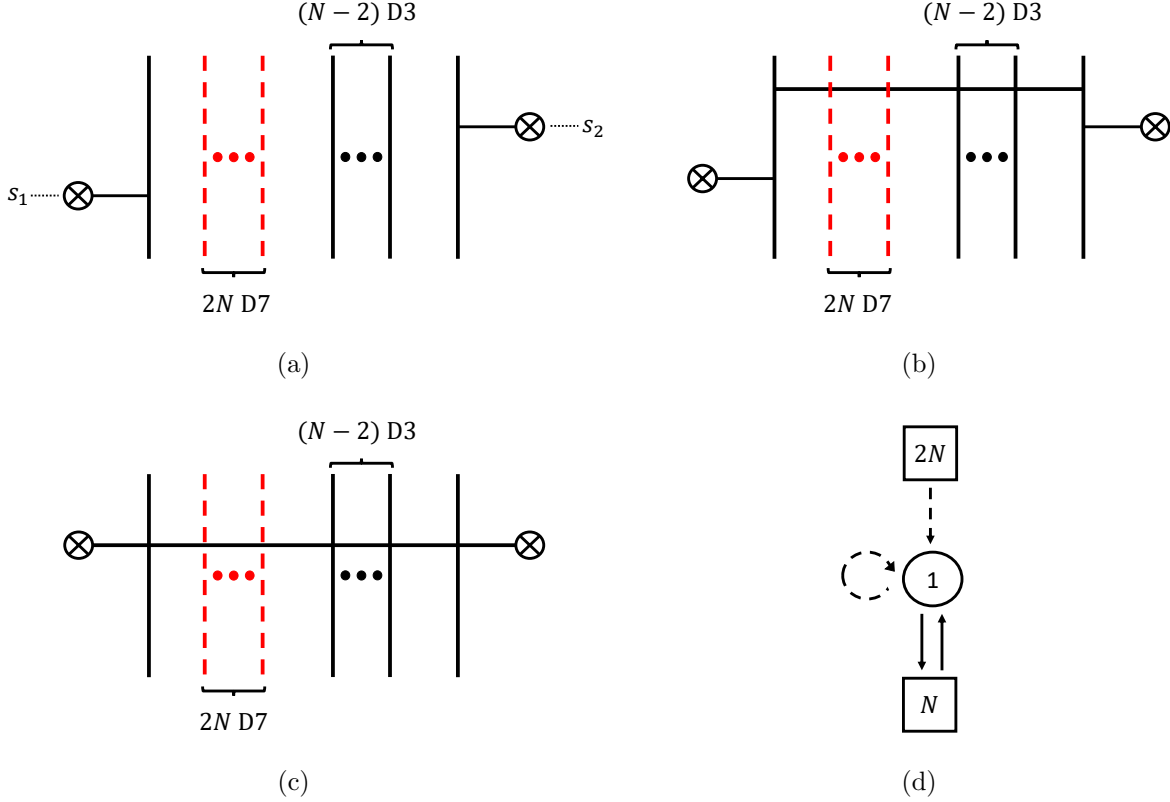 (N − 2) D3
s₁
s₂
2N D7
(a)
(N − 2) D3
2N D7
(b)
(N − 2) D3
2N D7
(c)
2N
1
N
(d)